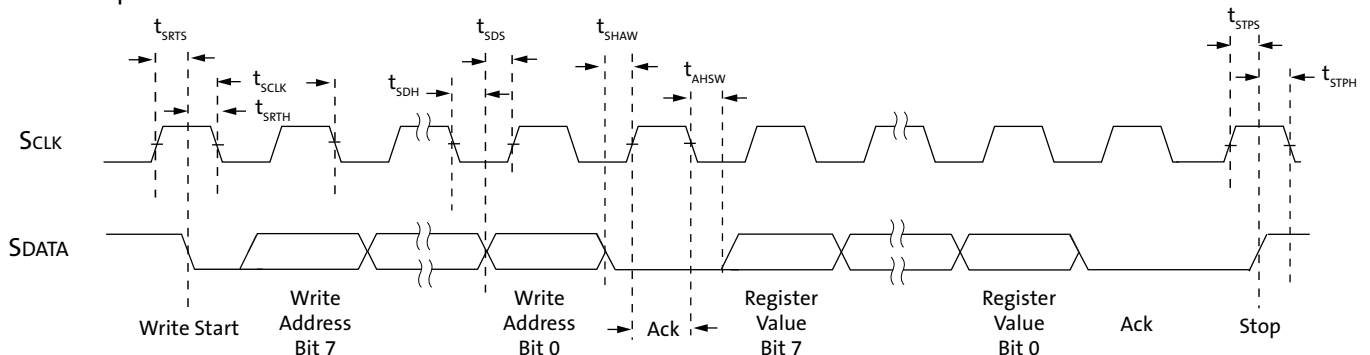 tSRTS
tSDS
tSHAW
tSTPS
tSCLK
tSDH
tAHSW
tSTPH
tSRTH
SCLK
SDATA
Write Start
Write
Address
Bit 7
Write
Address
Bit 0
Ack
Register
Value
Bit 7
Register
Value
Bit 0
Ack
Stop